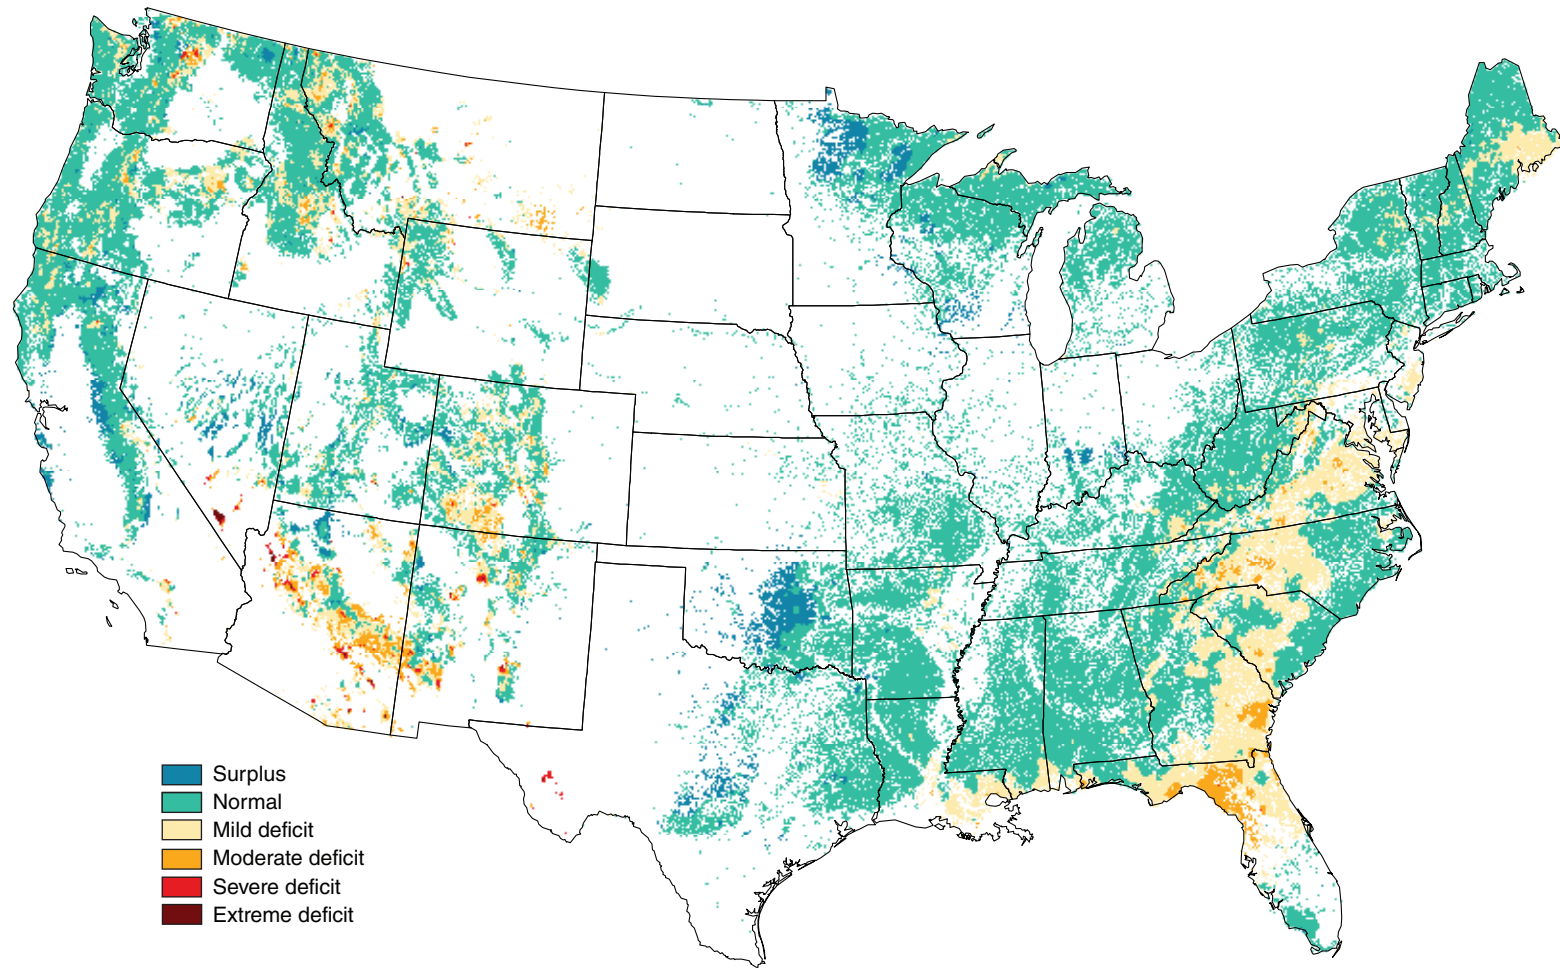 Surplus
Normal
Mild deficit
Moderate deficit
Severe deficit
Extreme deficit